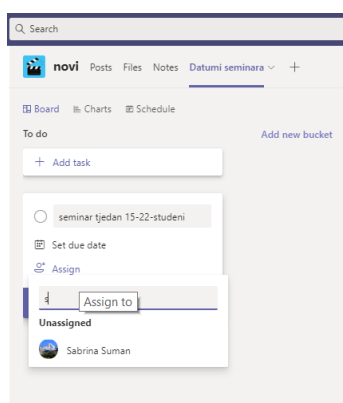 Search
novi Posts Files Notes Datumi seminara
Board Charts Schedule
To do Add new bucket
Add task
seminar tjedan 15-22-studeni
Set due date
Assign
s Assign to
Unassigned
Sabrina Suman